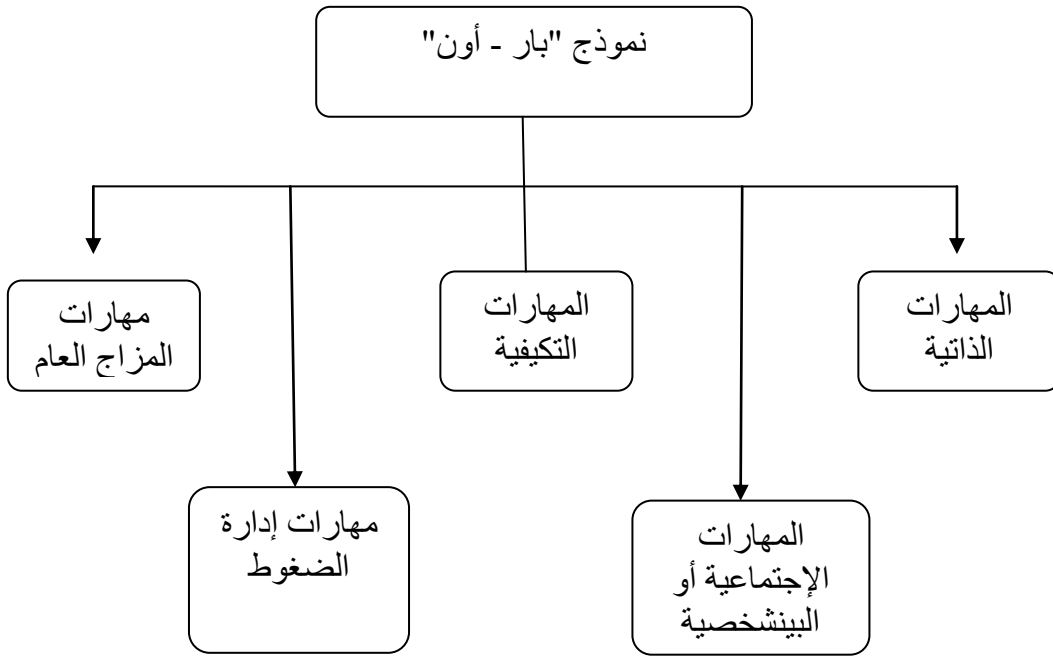 نموذج "بار - أون"
المهارات
الذاتية
المهارات
التكيفية
مهارات
المزاج العام
المهارات
الإجتماعية أو
البينشخصية
مهارات إدارة
الضغوط